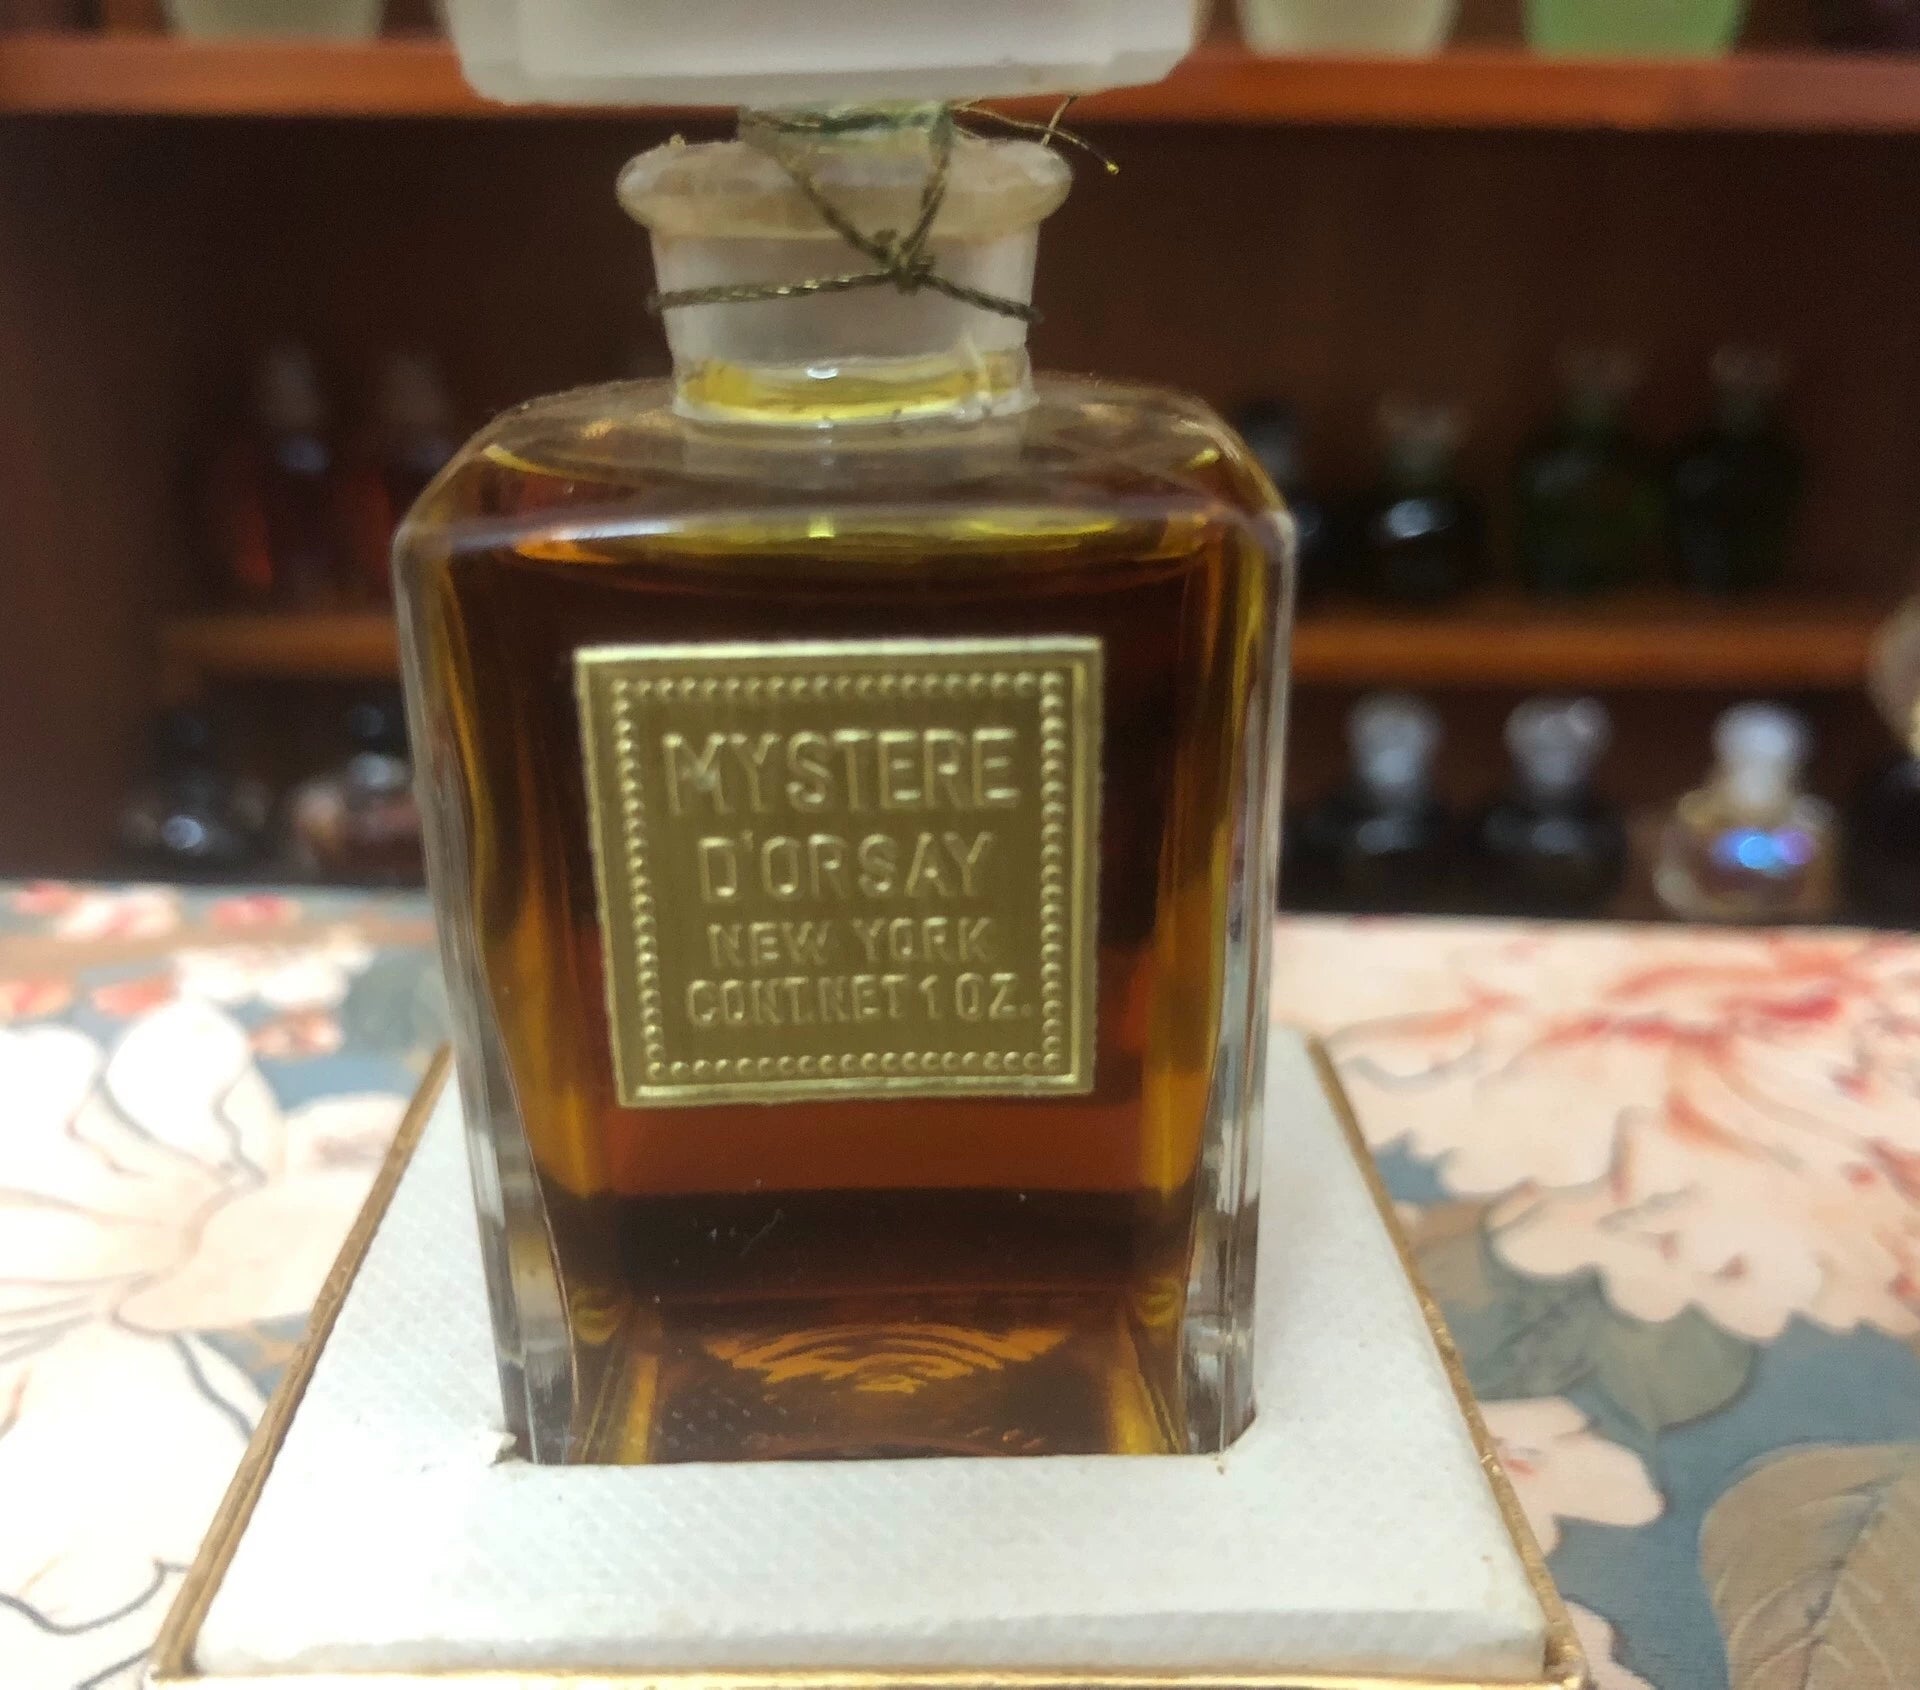 MYSTERE
D'ORSAY
NEW YORK
CONT.NET 1 OZ.